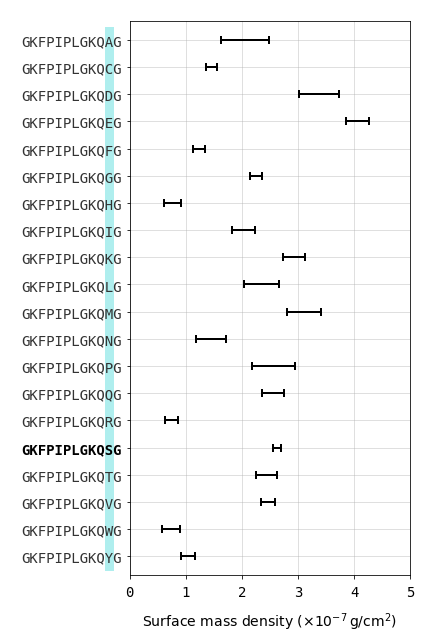 GKFPIPLGKQAG
GKFPIPLGKQCG
GKFPIPLGKQDG
GKFPIPLGKQEG
GKFPIPLGKQFG
GKFPIPLGKQGG
GKFPIPLGKQHG
GKFPIPLGKQIG
GKFPIPLGKQKG
GKFPIPLGKQLG
GKFPIPLGKQMG
GKFPIPLGKQNG
GKFPIPLGKQPG
GKFPIPLGKQQG
GKFPIPLGKQRG
GKFPIPLGKQSG
GKFPIPLGKQTG
GKFPIPLGKQVG
GKFPIPLGKQWG
GKFPIPLGKQYG
0 1 2 3 4 5
Surface mass density (×10⁻⁷ g/cm²)